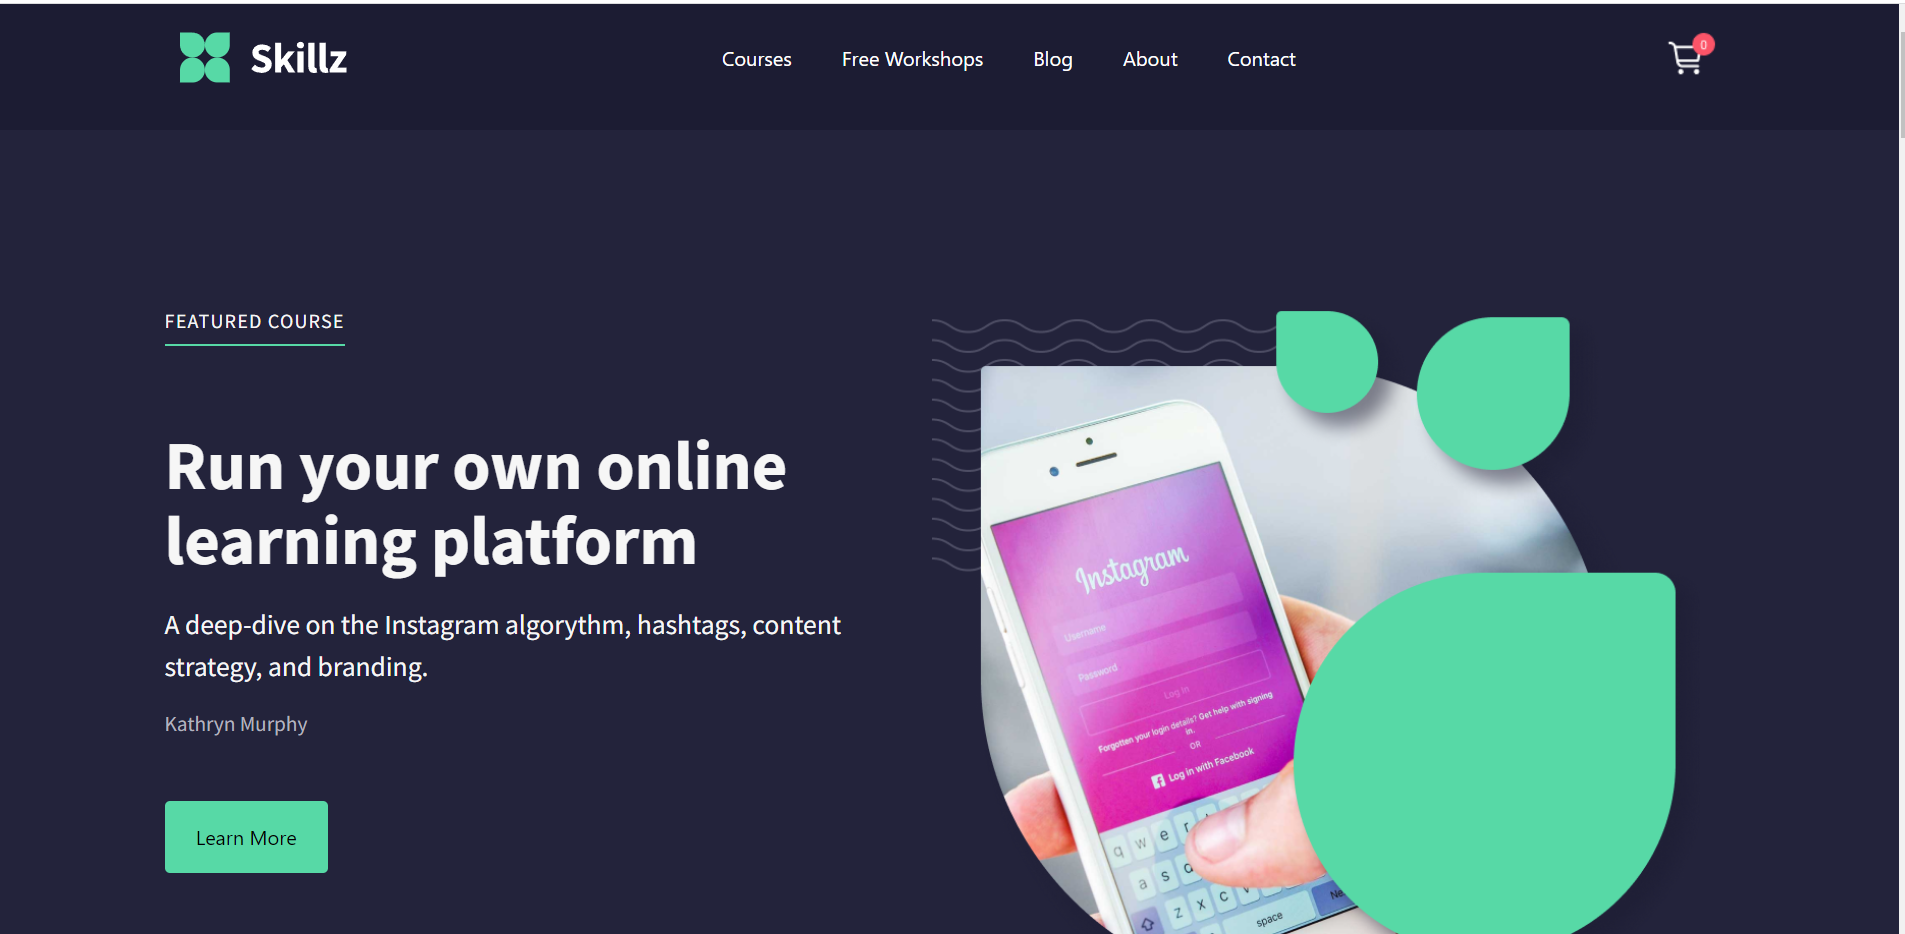 Skillz
Courses
Free Workshops
Blog
About
Contact
0
FEATURED COURSE
Run your own online
learning platform
A deep-dive on the Instagram algorythm, hashtags, content
strategy, and branding.
Kathryn Murphy
Learn More
Instagram
Username
Password
Log in
Forgotten your login details? Get help with signing
in.
OR
Log in with Facebook
q w e r
a s
z x c v
space